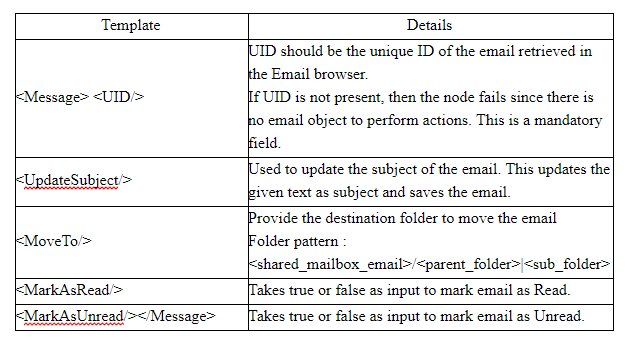 Template
Details
<Message> <UID/>
UID should be the unique ID of the email retrieved in
the Email browser.
If UID is not present, then the node fails since there is
no email object to perform actions. This is a mandatory
field.
<UpdateSubject/>
Used to update the subject of the email. This updates the
given text as subject and saves the email.
<MoveTo/>
Provide the destination folder to move the email
Folder pattern :
<shared_mailbox_email>/<parent_folder>|<sub_folder>
<MarkAsRead/>
Takes true or false as input to mark email as Read.
<MarkAsUnread/></Message>
Takes true or false as input to mark email as Unread.